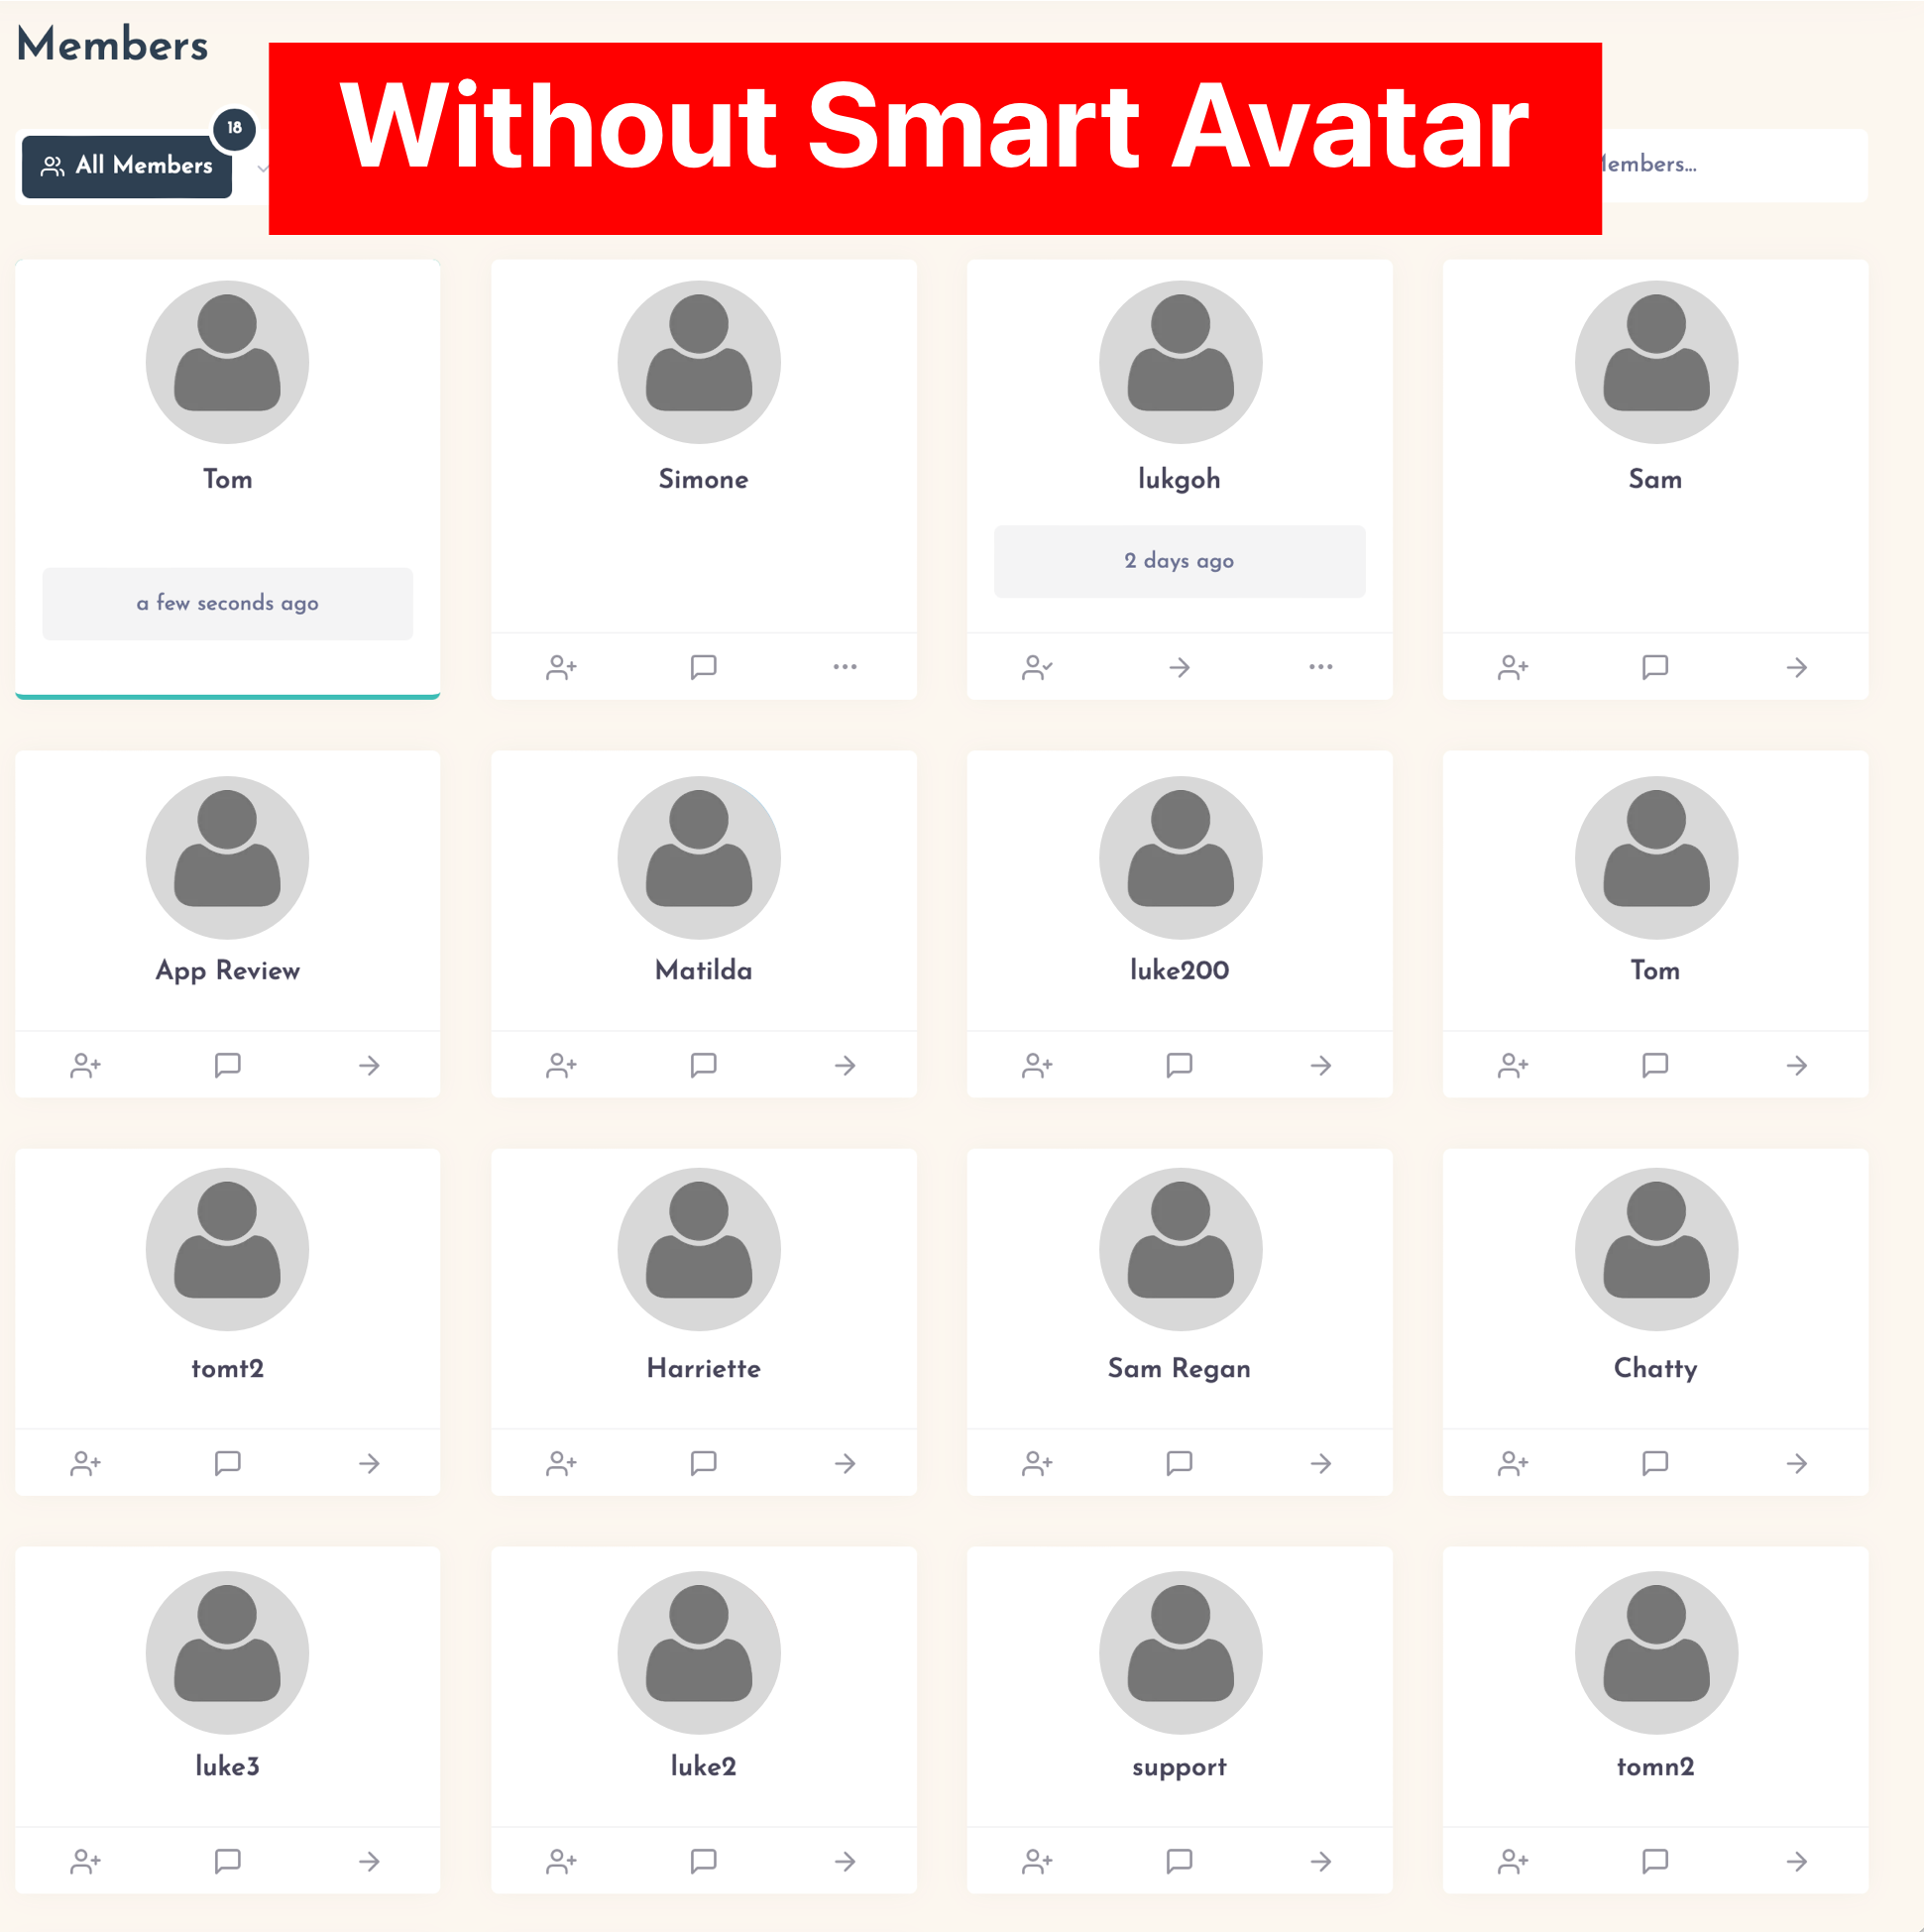 Members
Without Smart Avatar
18
All Members
Members...
Tom
Simone
lukgoh
Sam
a few seconds ago
2 days ago
App Review
Matilda
luke200
Tom
tomt2
Harriette
Sam Regan
Chatty
luke3
luke2
support
tomn2